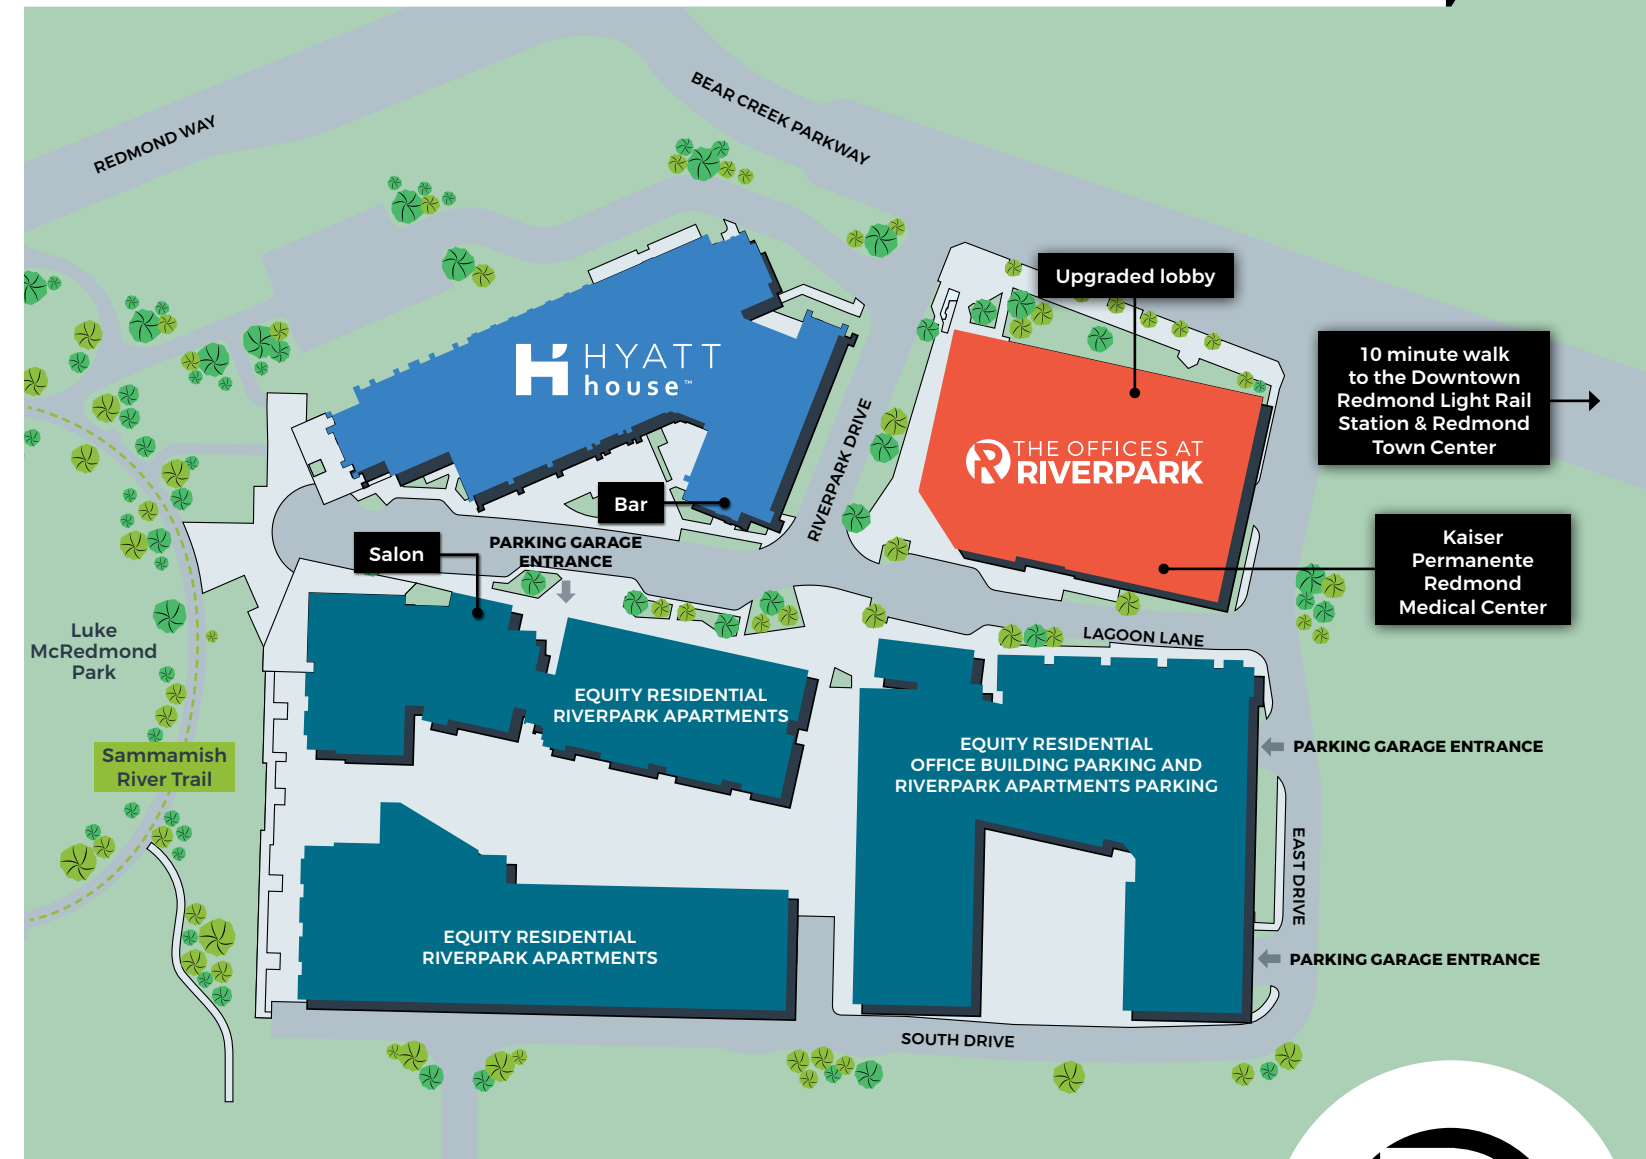 REDMOND WAY
BEAR CREEK PARKWAY
Upgraded lobby
10 minute walk
to the Downtown
Redmond Light Rail
Station & Redmond
Town Center
HYATT
house™
RIVERPARK DRIVE
THE OFFICES AT
RIVERPARK
Bar
Salon
PARKING GARAGE
ENTRANCE
Kaiser
Permanente
Redmond
Medical Center
LAGOON LANE
Luke
McRedmond
Park
EQUITY RESIDENTIAL
RIVERPARK APARTMENTS
Sammamish
River Trail
EQUITY RESIDENTIAL
OFFICE BUILDING PARKING AND
RIVERPARK APARTMENTS PARKING
PARKING GARAGE ENTRANCE
EAST DRIVE
EQUITY RESIDENTIAL
RIVERPARK APARTMENTS
PARKING GARAGE ENTRANCE
SOUTH DRIVE